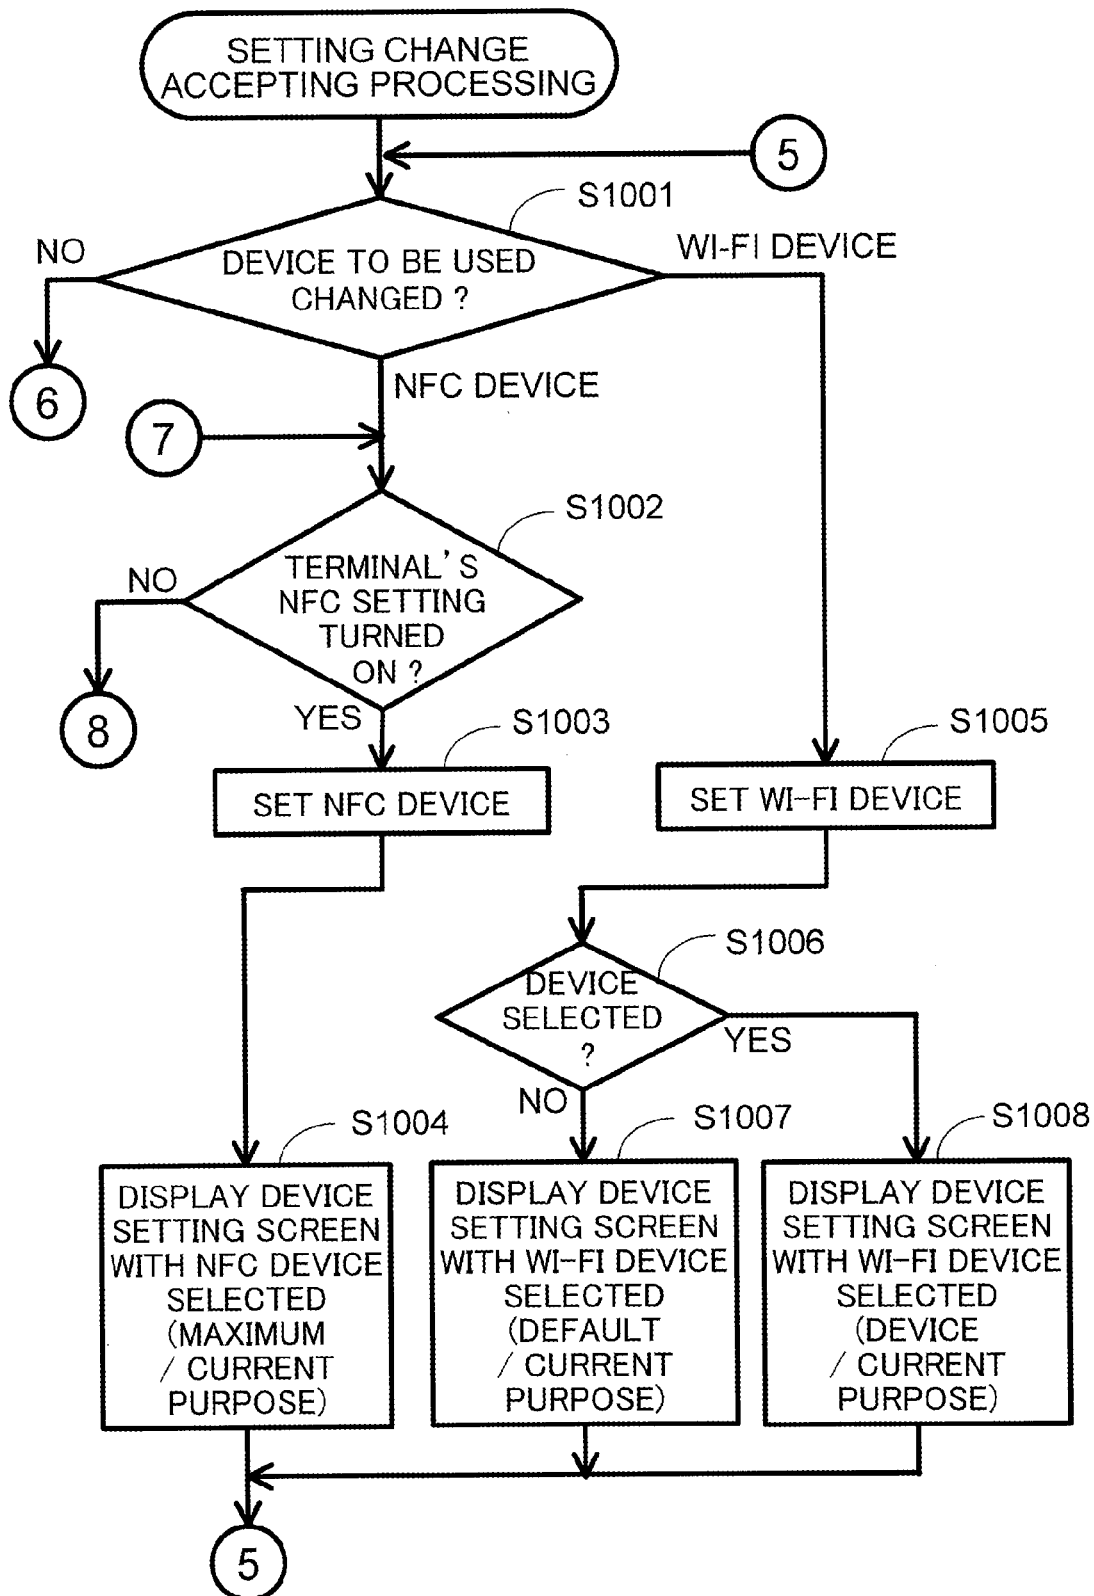 SETTING CHANGE
ACCEPTING PROCESSING
5
S1001
NO
WI-FI DEVICE
DEVICE TO BE USED
CHANGED ?
6
NFC DEVICE
7
S1002
NO
TERMINAL'S
NFC SETTING
TURNED
ON ?
8
YES
S1003
S1005
SET NFC DEVICE
SET WI-FI DEVICE
S1006
DEVICE
SELECTED
?
YES
NO
S1004
S1007
S1008
DISPLAY DEVICE
SETTING SCREEN
WITH NFC DEVICE
SELECTED
(MAXIMUM
/ CURRENT
PURPOSE)
DISPLAY DEVICE
SETTING SCREEN
WITH WI-FI DEVICE
SELECTED
(DEFAULT
/ CURRENT
PURPOSE)
DISPLAY DEVICE
SETTING SCREEN
WITH WI-FI DEVICE
SELECTED
(DEVICE
/ CURRENT
PURPOSE)
5